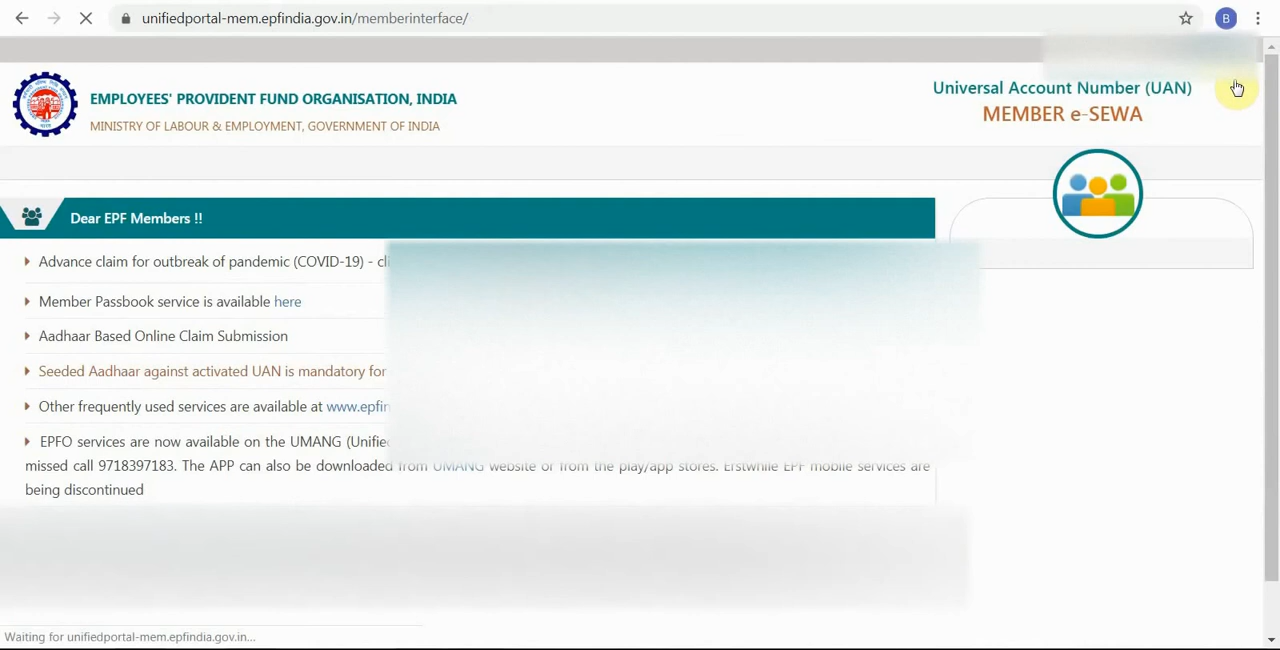 unifiedportal-mem.epfindia.gov.in/memberinterface/
B
EMPLOYEES' PROVIDENT FUND ORGANISATION, INDIA
MINISTRY OF LABOUR & EMPLOYMENT, GOVERNMENT OF INDIA
Universal Account Number (UAN)
MEMBER e-SEWA
Dear EPF Members !!
Advance claim for outbreak of pandemic (COVID-19) -
Member Passbook service is available here
Aadhaar Based Online Claim Submission
Seeded Aadhaar against activated UAN is mandatory for
Other frequently used services are available at www.epfin
EPFO services are now available on the UMANG (Unified
missed call 9718397183. The APP can also be downloaded from UMANG website or from the play/app stores. Erstwhile EPF mobile services are
being discontinued
Waiting for unifiedportal-mem.epfindia.gov.in...